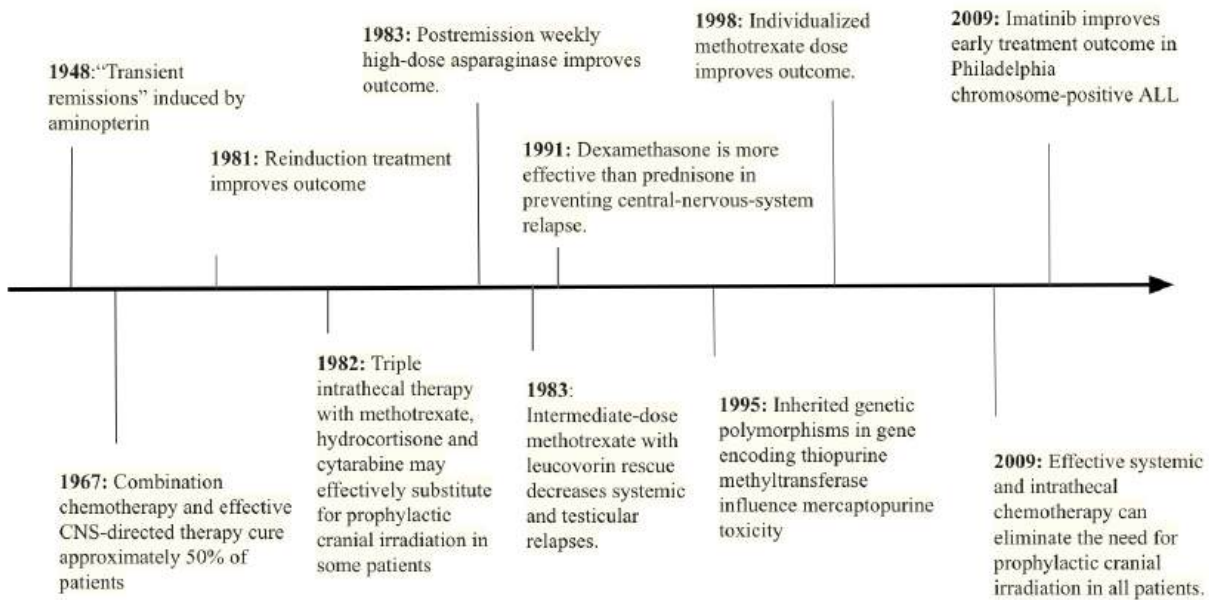 1948:“Transient
remissions” induced by
aminopterin
1967: Combination
chemotherapy and effective
CNS-directed therapy cure
approximately 50% of
patients
1981: Reinduction treatment
improves outcome
1982: Triple
intrathecal therapy
with methotrexate,
hydrocortisone and
cytarabine may
effectively substitute
for prophylactic
cranial irradiation in
some patients
1983: Postremission weekly
high-dose asparaginase improves
outcome.
1983:
Intermediate-dose
methotrexate with
leucovorin rescue
decreases systemic
and testicular
relapses.
1991: Dexamethasone is more
effective than prednisone in
preventing central-nervous-system
relapse.
1995: Inherited genetic
polymorphisms in gene
encoding thiopurine
methyltransferase
influence mercaptopurine
toxicity
1998: Individualized
methotrexate dose
improves outcome.
2009: Effective systemic
and intrathecal
chemotherapy can
eliminate the need for
prophylactic cranial
irradiation in all patients.
2009: Imatinib improves
early treatment outcome in
Philadelphia
chromosome-positive ALL